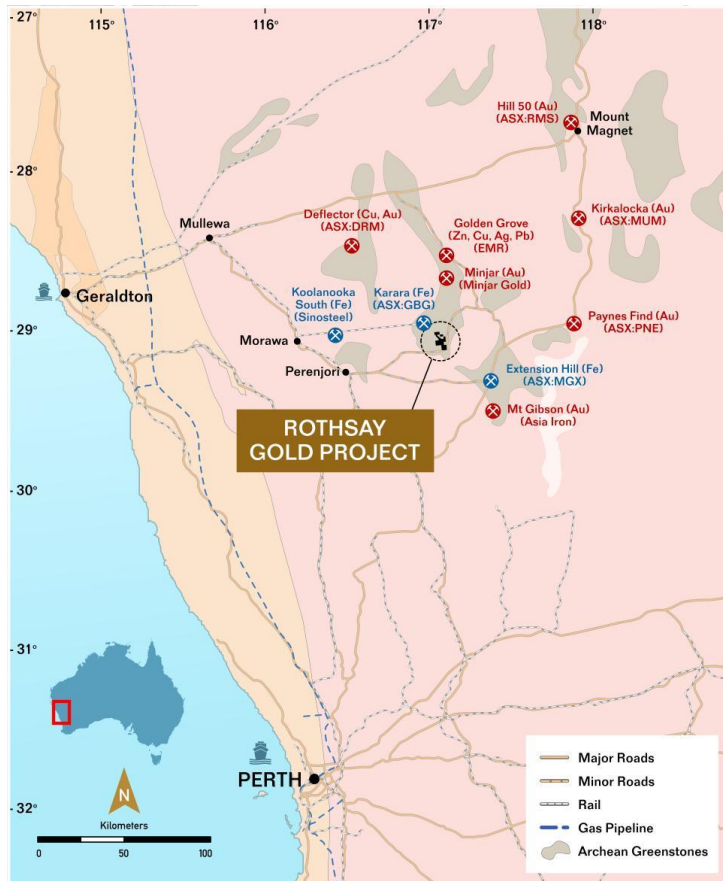 115°
116°
117°
118°
27°
28°
29°
30°
31°
32°
Hill 50 (Au)
(ASX:RMS)
Mount
Magnet
Kirkalocka (Au)
(ASX:MUM)
Deflector (Cu, Au)
(ASX:DRM)
Golden Grove
(Zn, Cu, Ag, Pb)
(EMR)
Mullewa
Minjar (Au)
(Minjar Gold)
Geraldton
Koolanooka
South (Fe)
(Sinosteel)
Karara (Fe)
(ASX:GBG)
Paynes Find (Au)
(ASX:PNE)
Morawa
Perenjori
Extension Hill (Fe)
(ASX:MGX)
Mt Gibson (Au)
(Asia Iron)
ROTHSAY
GOLD PROJECT
PERTH
N
Kilometers
0 50 100
Major Roads
Minor Roads
Rail
Gas Pipeline
Archean Greenstones